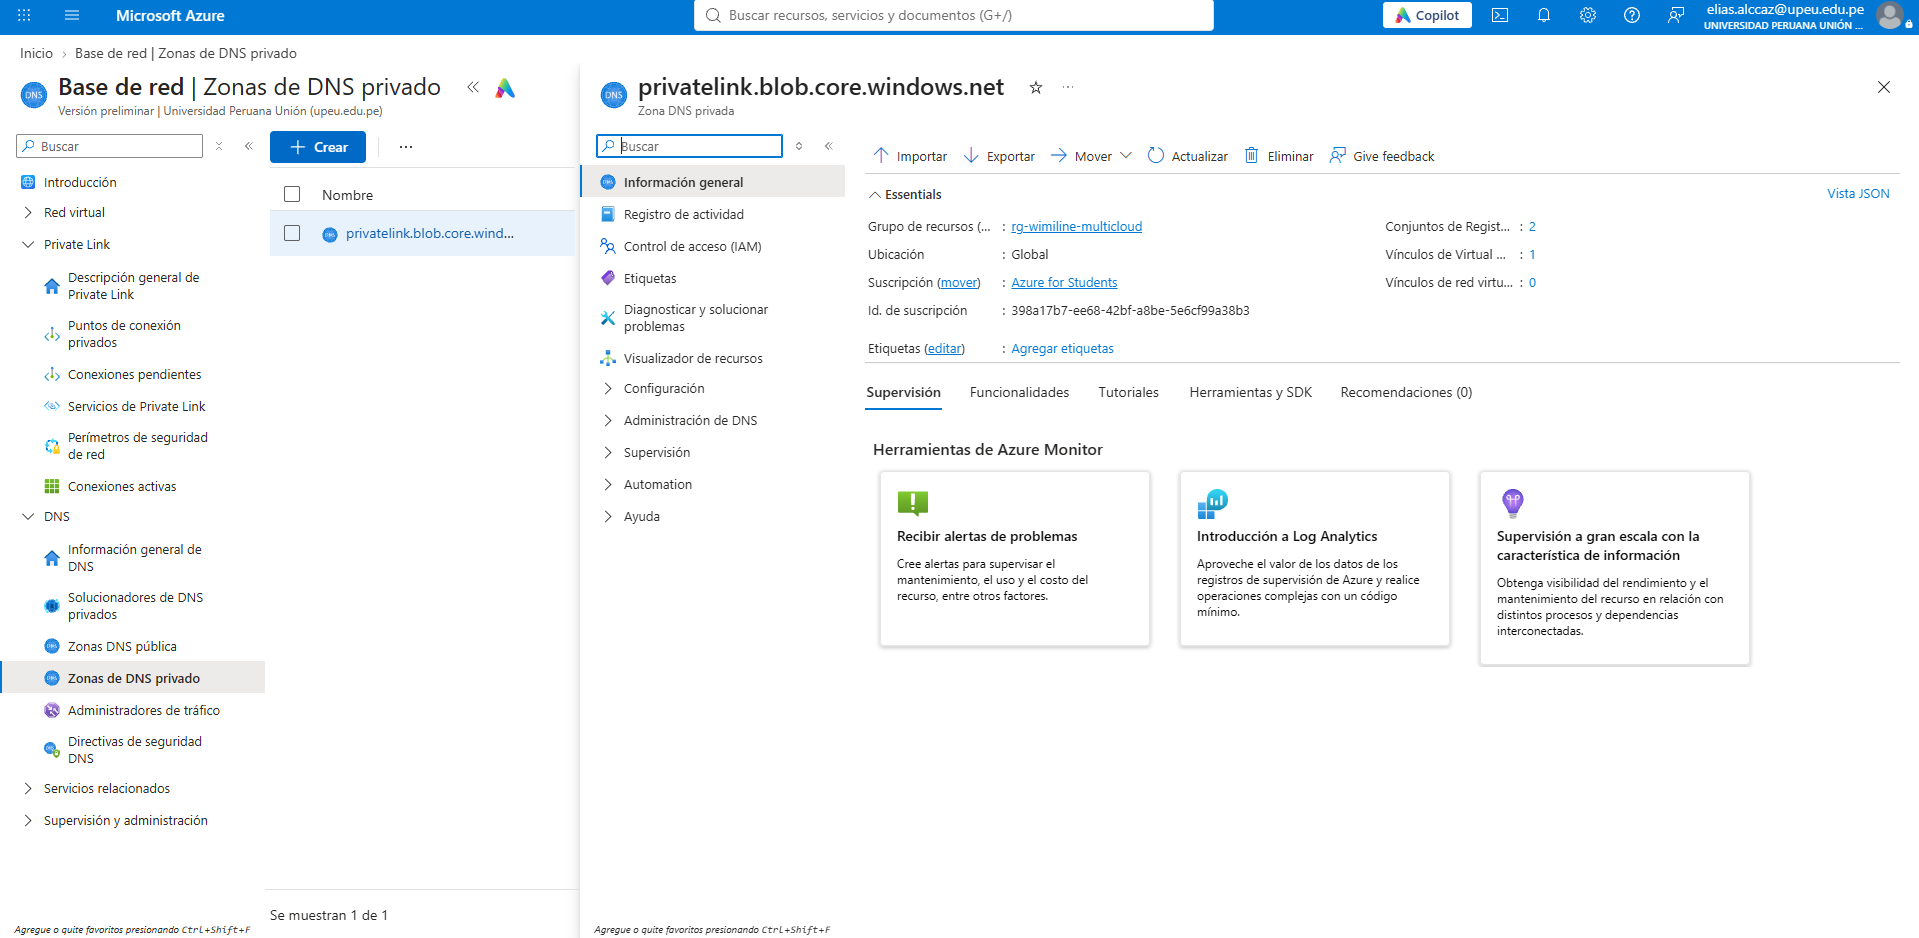 Microsoft Azure
Buscar recursos, servicios y documentos (G+/)
Copilot
elias.alccaz@upeu.edu.pe
UNIVERSIDAD PERUANA UNIÓN ...
Inicio > Base de red | Zonas de DNS privado
Base de red | Zonas de DNS privado
Versión preliminar | Universidad Peruana Unión (upeu.edu.pe)
Buscar
Introducción
Red virtual
Private Link
Descripción general de
Private Link
Puntos de conexión
privados
Conexiones pendientes
Servicios de Private Link
Perímetros de seguridad
de red
Conexiones activas
DNS
Información general de
DNS
Solucionadores de DNS
privados
Zonas DNS pública
Zonas de DNS privado
Administradores de tráfico
Directivas de seguridad
DNS
Servicios relacionados
Supervisión y administración
Agregue o quite favoritos presionando Ctrl+Shift+F
Crear
...
Nombre
privatelink.blob.core.wind...
Se muestran 1 de 1
DNS
privatelink.blob.core.windows.net
...
Zona DNS privada
Buscar
Información general
Registro de actividad
Control de acceso (IAM)
Etiquetas
Diagnosticar y solucionar
problemas
Visualizador de recursos
Configuración
Administración de DNS
Supervisión
Automation
Ayuda
Agregue o quite favoritos presionando Ctrl+Shift+F
Importar Exportar Mover Actualizar Eliminar Give feedback
Essentials
Vista JSON
Grupo de recursos (... : rg-wimiline-multicloud
Ubicación : Global
Suscripción (mover) : Azure for Students
Id. de suscripción : 398a17b7-ee68-42bf-a8be-5e6cf99a38b3
Etiquetas (editar) : Agregar etiquetas
Conjuntos de Regist... : 2
Vínculos de Virtual ... : 1
Vínculos de red virtu... : 0
Supervisión Funcionalidades Tutoriales Herramientas y SDK Recomendaciones (0)
Herramientas de Azure Monitor
Recibir alertas de problemas
Cree alertas para supervisar el
mantenimiento, el uso y el costo del
recurso, entre otros factores.
Introducción a Log Analytics
Aproveche el valor de los datos de los
registros de supervisión de Azure y realice
operaciones complejas con un código
mínimo.
Supervisión a gran escala con la
característica de información
Obtenga visibilidad del rendimiento y el
mantenimiento del recurso en relación con
distintos procesos y dependencias
interconectadas.